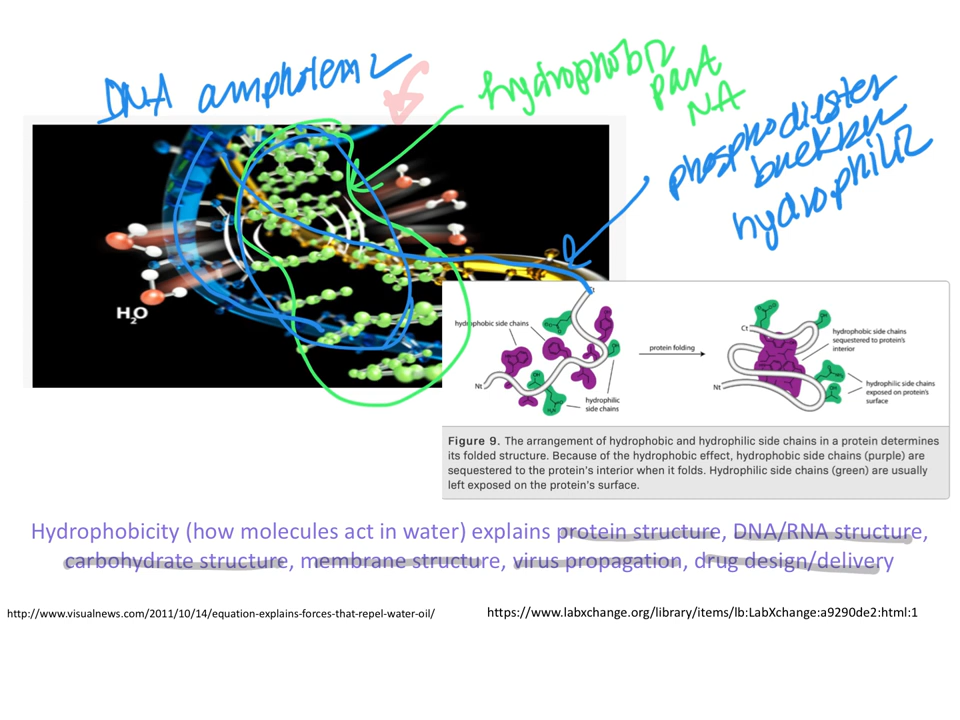 DNA
hydrophobic
part
NA
phosphodiester
hydrophilic
H2O
Ct
hydrophobic side chains
Nt
hydrophilic
side chains
protein folding
Ct
Nt
hydrophobic side chains
sequestered to protein's
interior
hydrophilic side chains
exposed on protein's
surface
Figure 9. The arrangement of hydrophobic and hydrophilic side chains in a protein determines
its folded structure. Because of the hydrophobic effect, hydrophobic side chains (purple) are
sequestered to the protein's interior when it folds. Hydrophilic side chains (green) are usually
left exposed on the protein's surface.
Hydrophobicity (how molecules act in water) explains protein structure, DNA/RNA structure,
carbohydrate structure, membrane structure, virus propagation, drug design/delivery
http://www.visualnews.com/2011/10/14/equation-explains-forces-that-repel-water-oil/
https://www.labxchange.org/library/items/lb:LabXchange:a9290de2:html:1